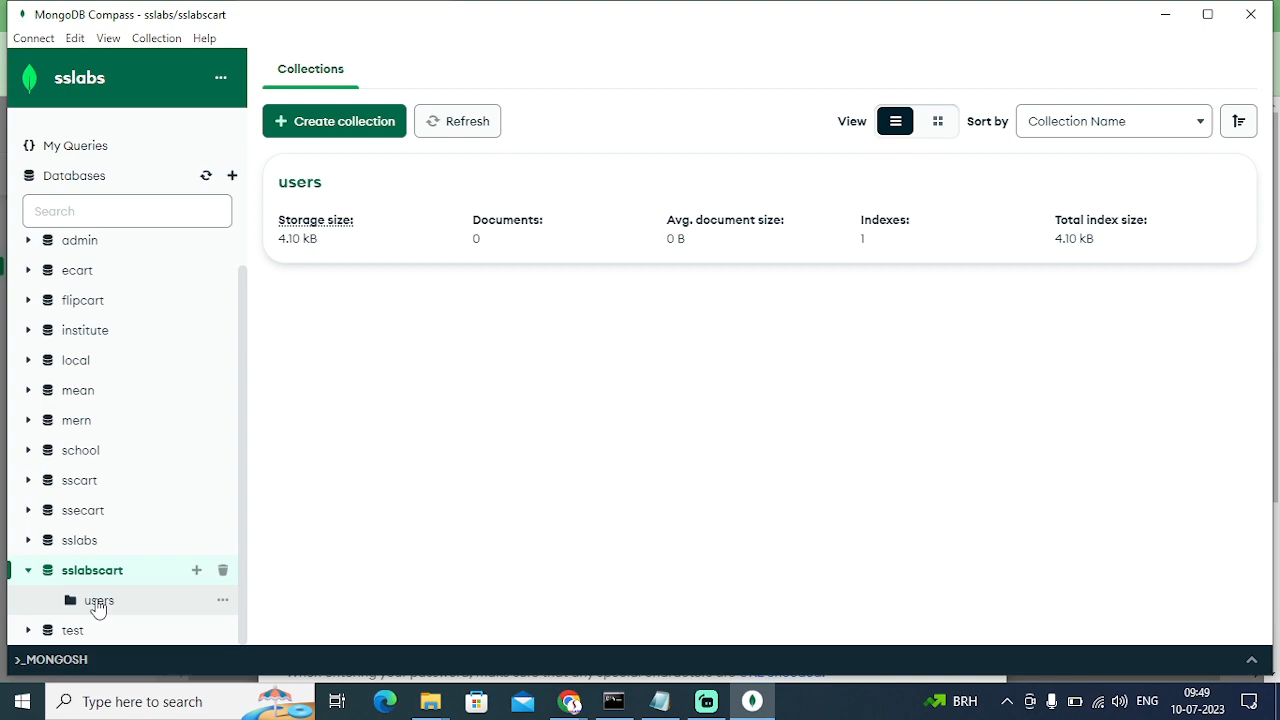 MongoDB Compass - sslabs/sslabscart
Connect Edit View Collection Help
sslabs
{} My Queries
Databases
Search
admin
ecart
flipcart
institute
local
mean
mern
school
sscart
ssecart
sslabs
sslabscart
users
test
Collections
+ Create collection
Refresh
View
Sort by
Collection Name
users
Storage size: Documents: Avg. document size: Indexes: Total index size:
4.10 kB 0 0 B 1 4.10 kB
>_MONGOSH
Type here to search
BRH
ENG
09:49
10-07-2023